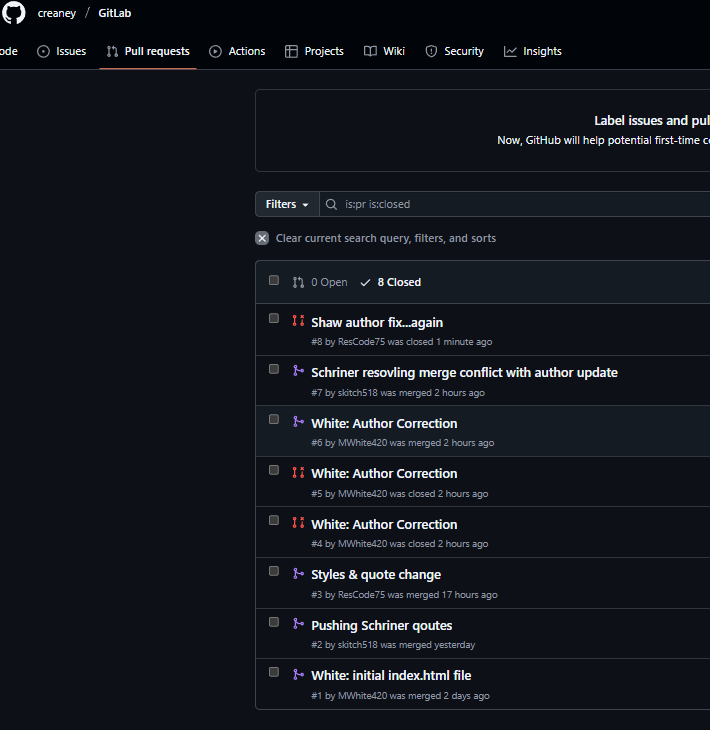 creaney / GitLab
ode Issues Pull requests Actions Projects Wiki Security Insights
Label issues and pul
Now, GitHub will help potential first-time c
Filters is:pr is:closed
Clear current search query, filters, and sorts
0 Open 8 Closed
Shaw author fix...again
#8 by ResCode75 was closed 1 minute ago
Schriner resovling merge conflict with author update
#7 by skitch518 was merged 2 hours ago
White: Author Correction
#6 by MWhite420 was merged 2 hours ago
White: Author Correction
#5 by MWhite420 was closed 2 hours ago
White: Author Correction
#4 by MWhite420 was closed 2 hours ago
Styles & quote change
#3 by ResCode75 was merged 17 hours ago
Pushing Schriner qoutes
#2 by skitch518 was merged yesterday
White: initial index.html file
#1 by MWhite420 was merged 2 days ago